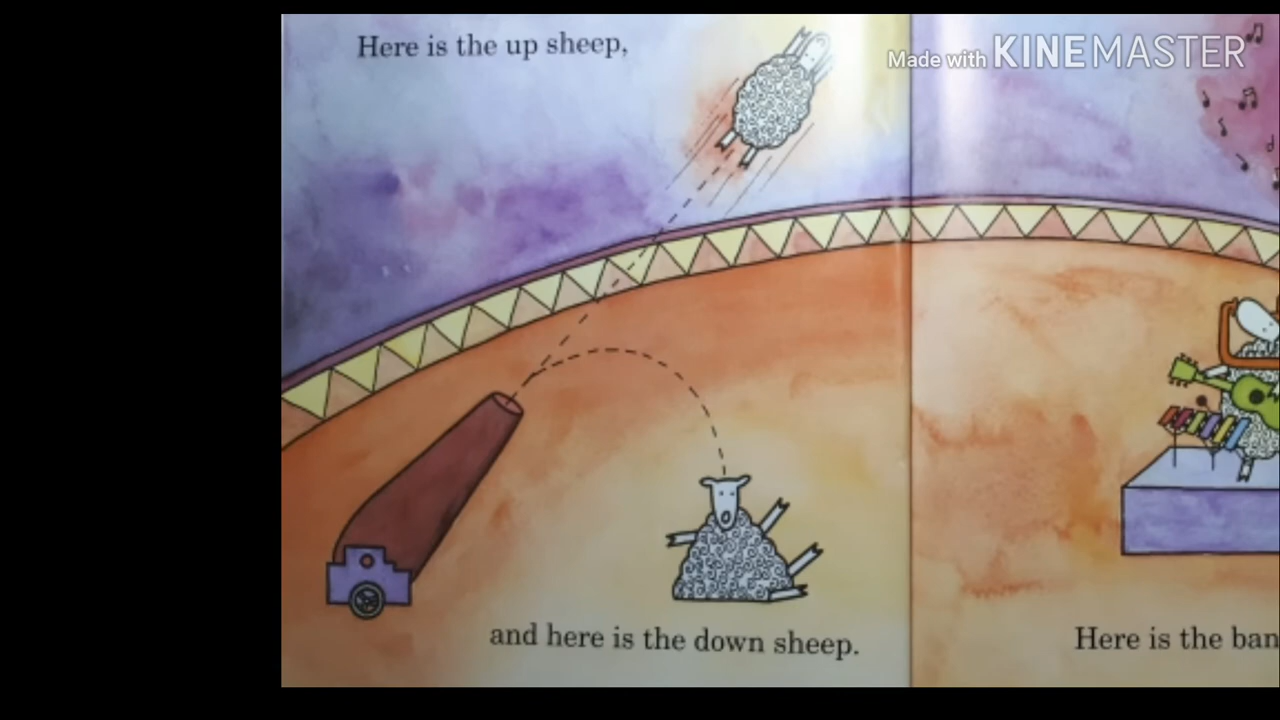 Here is the up sheep,
Made with KINEMASTER
and here is the down sheep.
Here is the ban